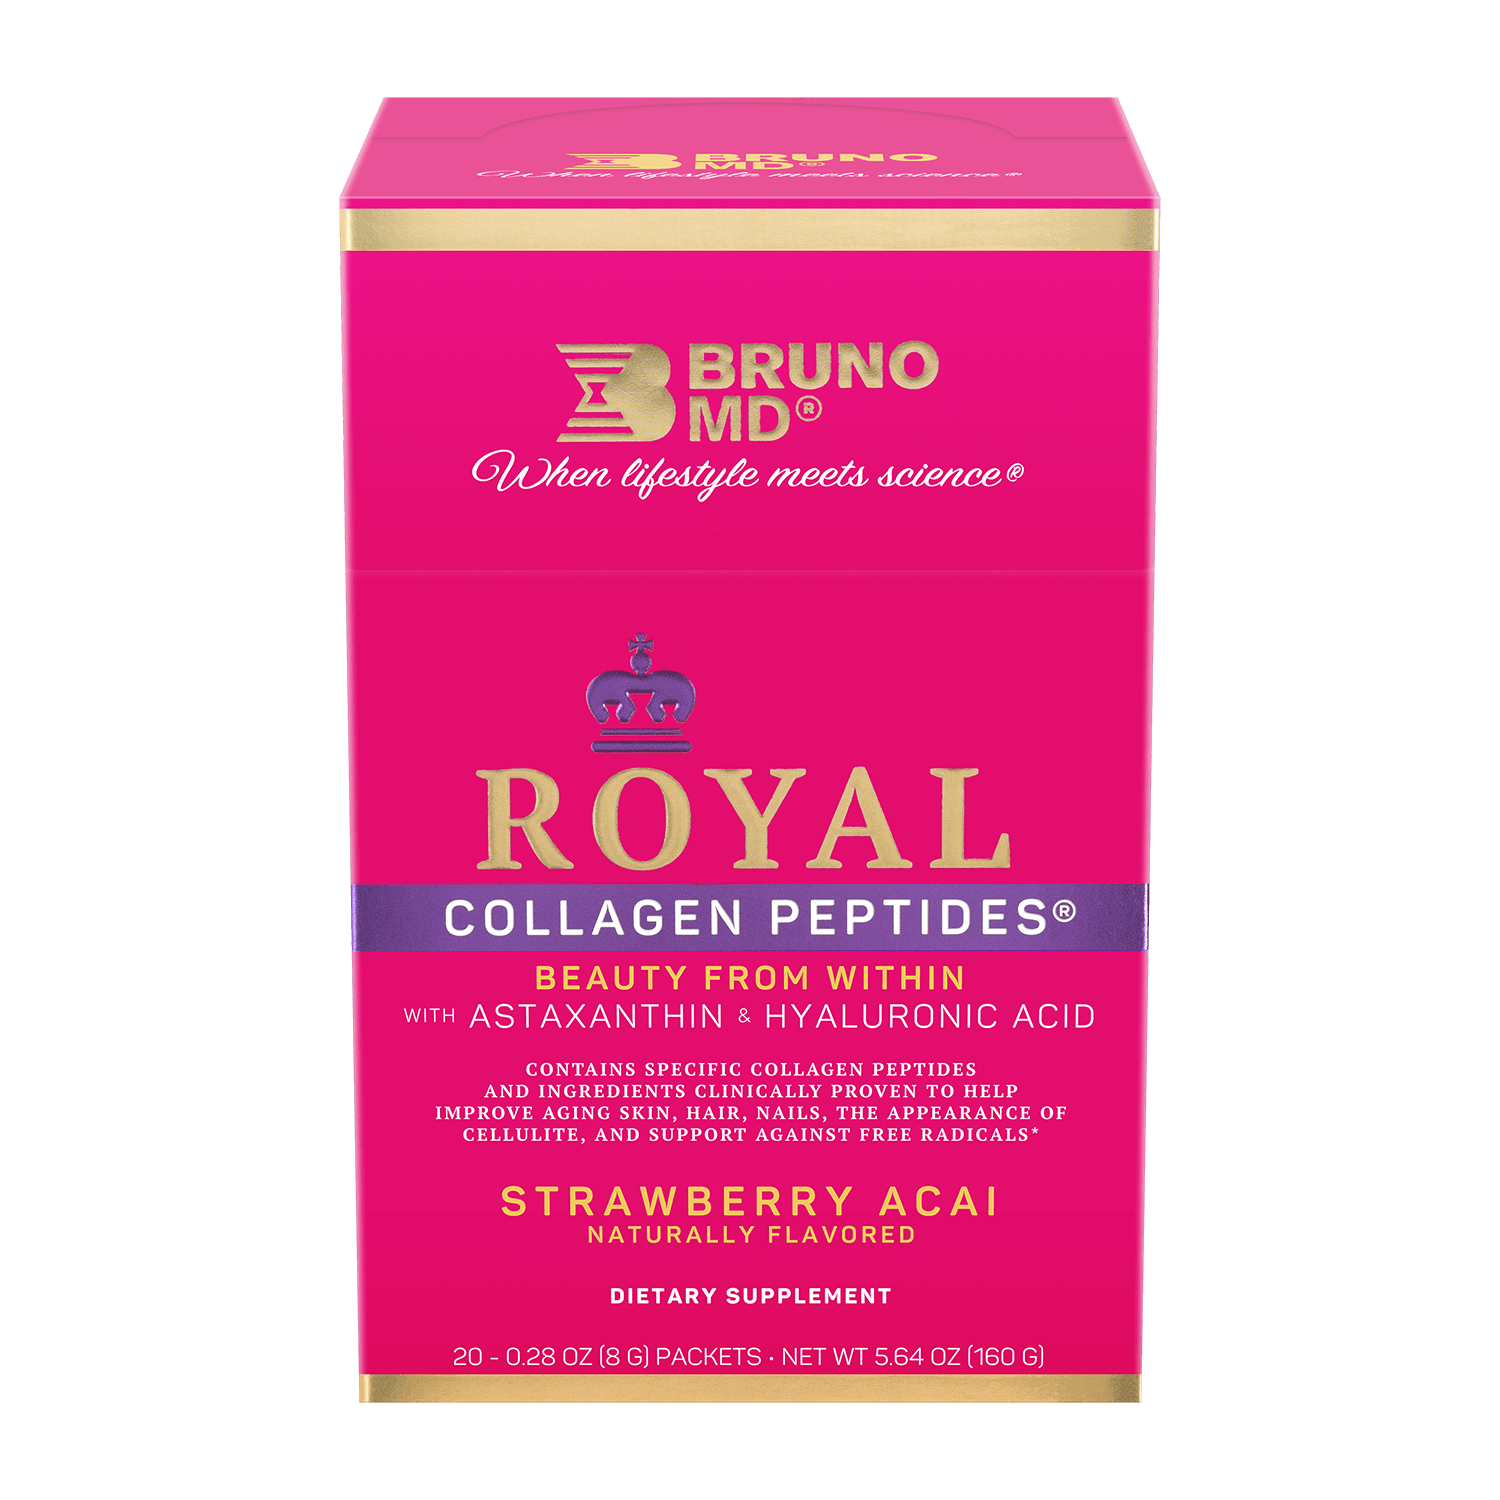 BRUNO
MD®
When lifestyle meets science®
BRUNO
MD®
When lifestyle meets science®
ROYAL
COLLAGEN PEPTIDES®
BEAUTY FROM WITHIN
WITH ASTAXANTHIN & HYALURONIC ACID
CONTAINS SPECIFIC COLLAGEN PEPTIDES
AND INGREDIENTS CLINICALLY PROVEN TO HELP
IMPROVE AGING SKIN, HAIR, NAILS, THE APPEARANCE OF
CELLULITE, AND SUPPORT AGAINST FREE RADICALS*
STRAWBERRY ACAI
NATURALLY FLAVORED
DIETARY SUPPLEMENT
20 - 0.28 OZ (8 G) PACKETS · NET WT 5.64 OZ (160 G)